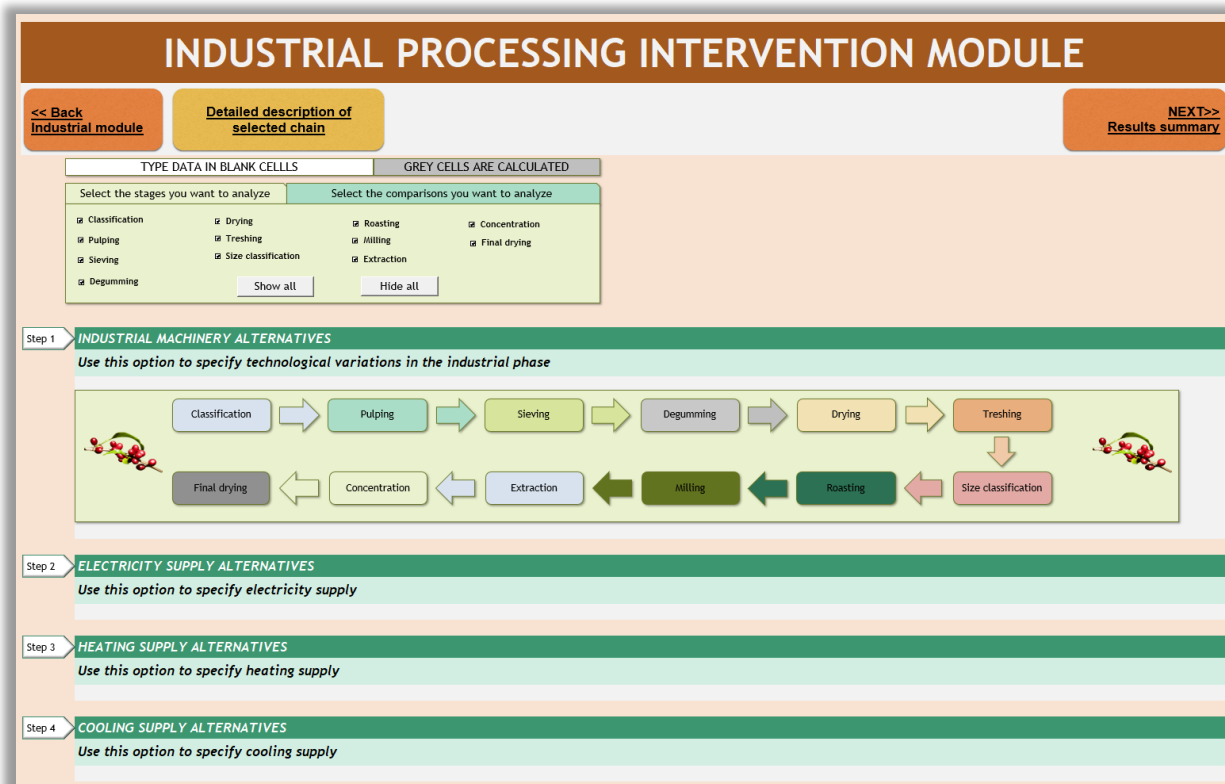 INDUSTRIAL PROCESSING INTERVENTION MODULE
<< Back
Industrial module
Detailed description of
selected chain
NEXT>>
Results summary
TYPE DATA IN BLANK CELLLS
GREY CELLS ARE CALCULATED
Select the stages you want to analyze
Select the comparisons you want to analyze
Classification
Drying
Roasting
Concentration
Pulping
Treshing
Milling
Final drying
Sieving
Size classification
Extraction
Degumming
Show all
Hide all
Step 1
INDUSTRIAL MACHINERY ALTERNATIVES
Use this option to specify technological variations in the industrial phase
Classification
Pulping
Sieving
Degumming
Drying
Treshing
Final drying
Concentration
Extraction
Milling
Roasting
Size classification
Step 2
ELECTRICITY SUPPLY ALTERNATIVES
Use this option to specify electricity supply
Step 3
HEATING SUPPLY ALTERNATIVES
Use this option to specify heating supply
Step 4
COOLING SUPPLY ALTERNATIVES
Use this option to specify cooling supply